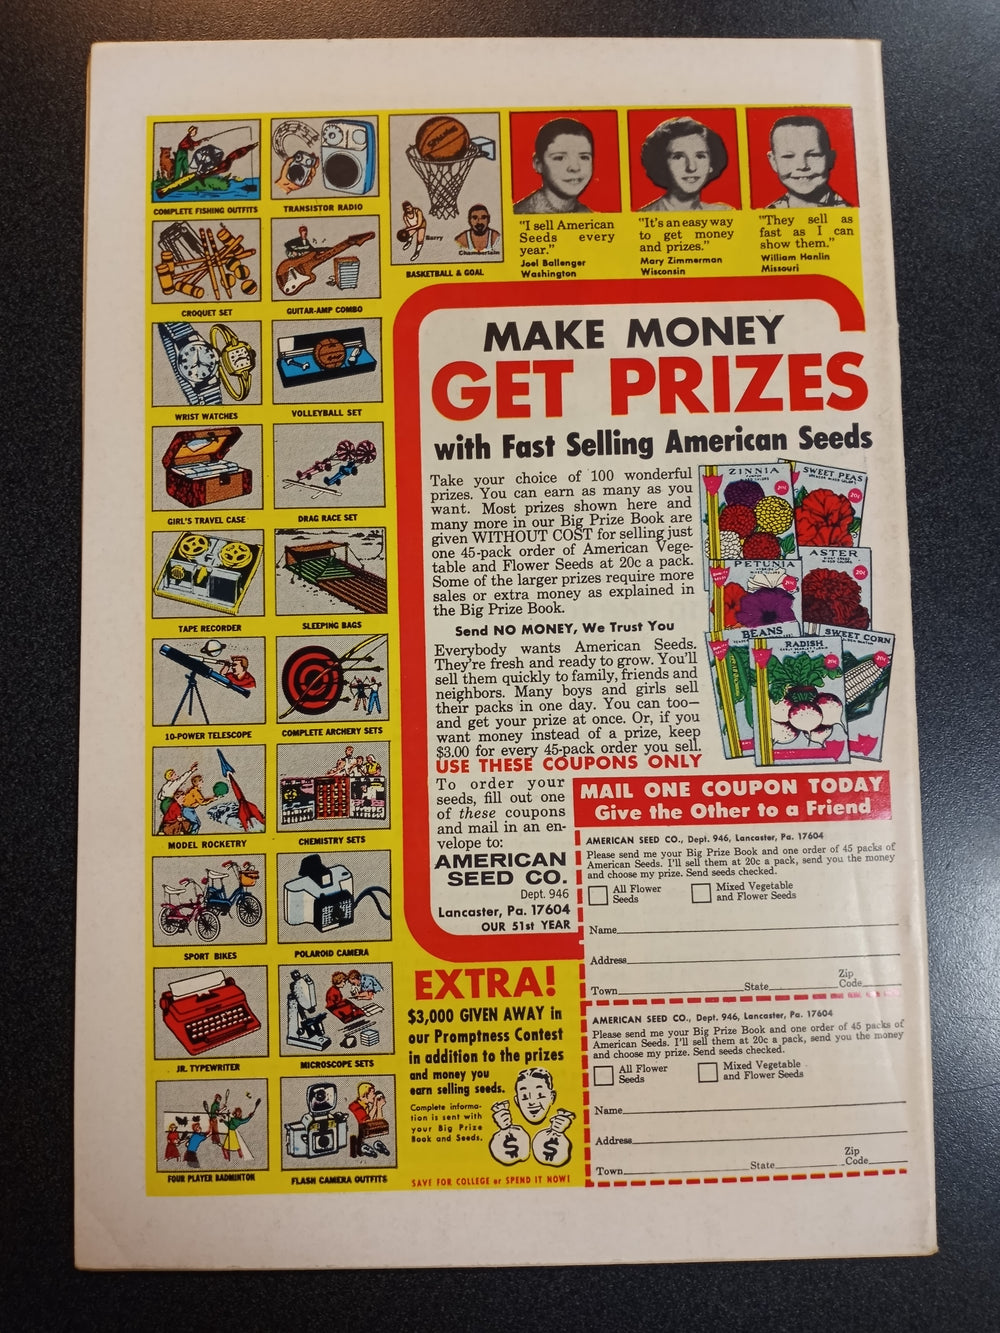 COMPLETE FISHING OUTFITS
TRANSISTOR RADIO
SPALDING
Barry
Chamberlain
BASKETBALL & GOAL
CROQUET SET
GUITAR-AMP COMBO
WRIST WATCHES
VOLLEYBALL SET
GIRL'S TRAVEL CASE
DRAG RACE SET
TAPE RECORDER
SLEEPING BAGS
10-POWER TELESCOPE
COMPLETE ARCHERY SETS
MODEL ROCKETRY
CHEMISTRY SETS
SPORT BIKES
POLAROID CAMERA
JR. TYPEWRITER
MICROSCOPE SETS
FOUR PLAYER BADMINTON
FLASH CAMERA OUTFITS
"I sell American
Seeds every
year."
Joel Ballenger
Washington
"It's an easy way
to get money
and prizes."
Mary Zimmerman
Wisconsin
"They sell as
fast as I can
show them."
William Hanlin
Missouri
MAKE MONEY
GET PRIZES
with Fast Selling American Seeds
Take your choice of 100 wonderful
prizes. You can earn as many as you
want. Most prizes shown here and
many more in our Big Prize Book are
given WITHOUT COST for selling just
one 45-pack order of American Vege-
table and Flower Seeds at 20c a pack.
Some of the larger prizes require more
sales or extra money as explained in
the Big Prize Book.
Send NO MONEY, We Trust You
Everybody wants American Seeds.
They're fresh and ready to grow. You'll
sell them quickly to family, friends and
neighbors. Many boys and girls sell
their packs in one day. You can too—
and get your prize at once. Or, if you
want money instead of a prize, keep
$3.00 for every 45-pack order you sell.
USE THESE COUPONS ONLY
ZINNIA
SWEET PEAS
PETUNIA
ASTER
BEANS
RADISH
SWEET CORN
To order your
seeds, fill out one
of these coupons
and mail in an en-
velope to:
AMERICAN
SEED CO.
Dept. 946
Lancaster, Pa. 17604
OUR 51st YEAR
MAIL ONE COUPON TODAY
Give the Other to a Friend
AMERICAN SEED CO., Dept. 946, Lancaster, Pa. 17604
Please send me your Big Prize Book and one order of 45 packs of
American Seeds. I'll sell them at 20c a pack, send you the money
and choose my prize. Send seeds checked.
All Flower
Seeds
Mixed Vegetable
and Flower Seeds
Name
Address
Town State Zip
Code
AMERICAN SEED CO., Dept. 946, Lancaster, Pa. 17604
Please send me your Big Prize Book and one order of 45 packs of
American Seeds. I'll sell them at 20c a pack, send you the money
and choose my prize. Send seeds checked.
All Flower
Seeds
Mixed Vegetable
and Flower Seeds
Name
Address
Town State Zip
Code
EXTRA!
$3,000 GIVEN AWAY in
our Promptness Contest
in addition to the prizes
and money you
earn selling seeds.
Complete informa-
tion is sent with
your Big Prize
Book and Seeds.
$ $
SAVE FOR COLLEGE or SPEND IT NOW!